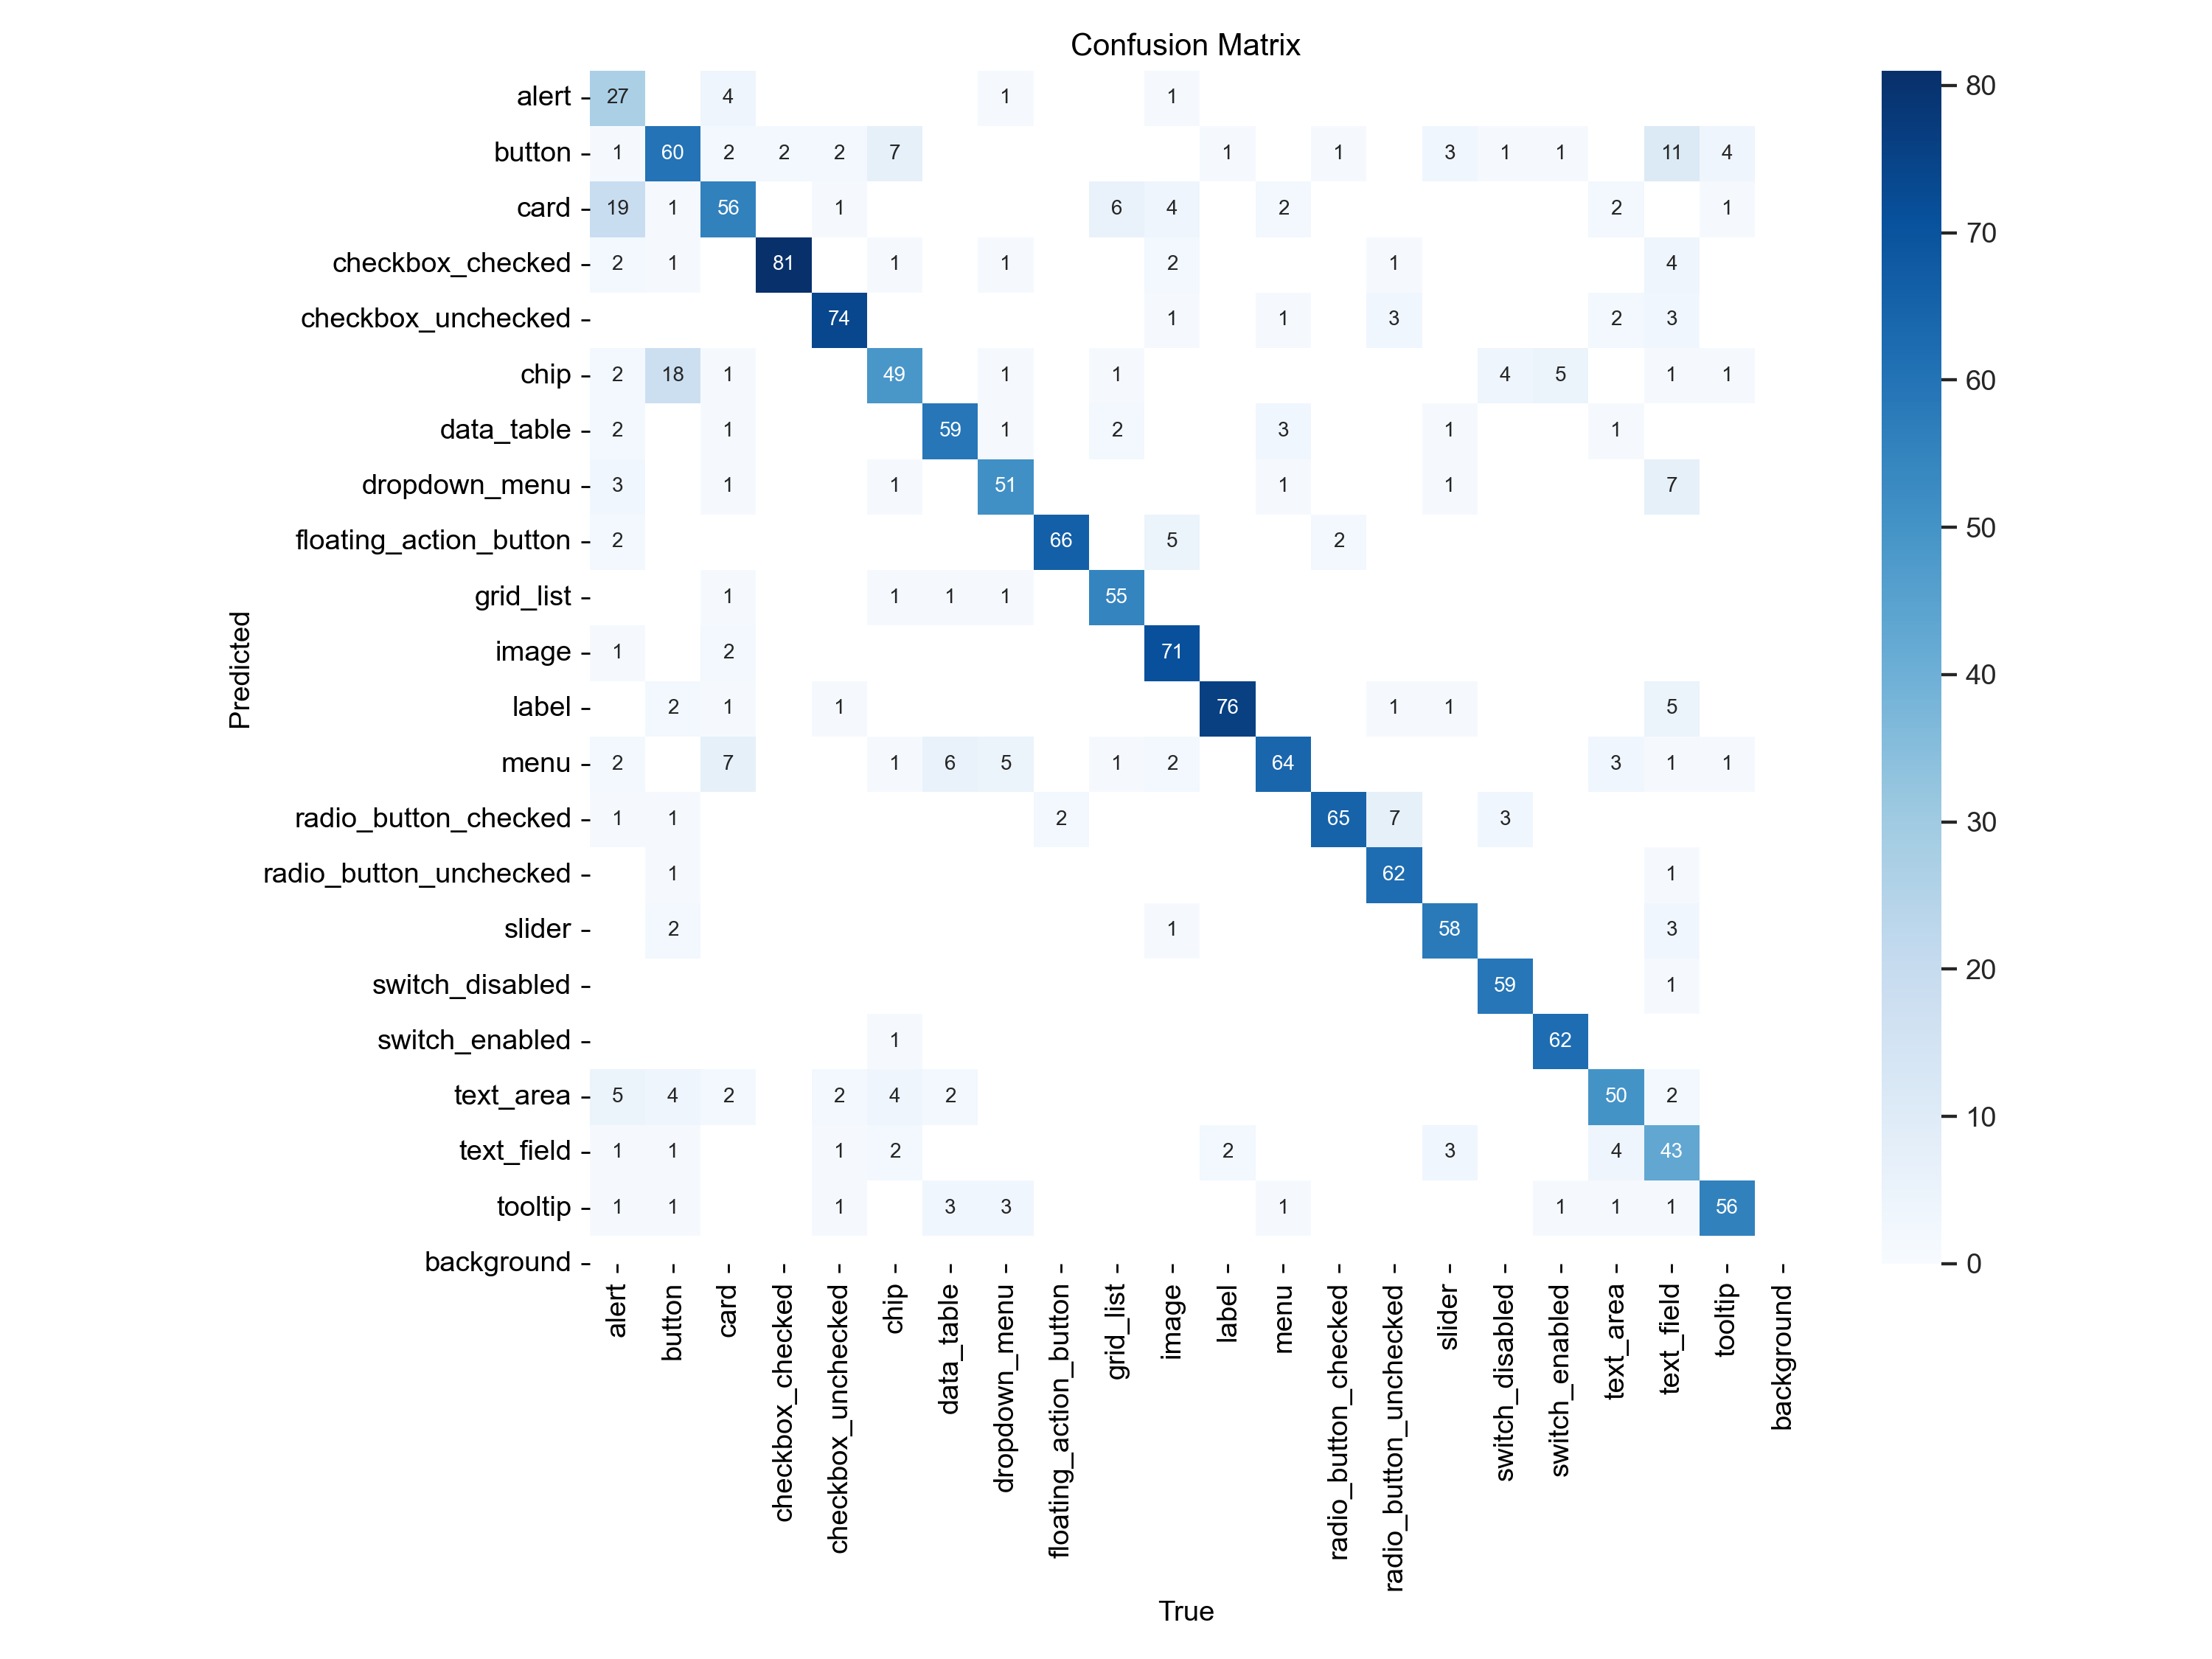 Confusion Matrix
alert 27 4 1 1
button 1 60 2 2 2 7 1 1 3 1 1 11 4
card 19 1 56 1 6 4 2 2 1
checkbox_checked 2 1 81 1 1 2 1 4
checkbox_unchecked 74 1 1 3 2 3
chip 2 18 1 49 1 1 4 5 1 1
data_table 2 1 59 1 2 3 1 1
dropdown_menu 3 1 1 51 1 1 7
floating_action_button 2 66 5 2
grid_list 1 1 1 1 55
image 1 2 71
label 2 1 1 76 1 1 5
menu 2 7 1 6 5 1 2 64 3 1 1
radio_button_checked 1 1 2 65 7 3
radio_button_unchecked 62 1 1
slider 2 1 58 3
switch_disabled 59 1
switch_enabled 1 62
text_area 5 4 2 2 4 2 50 2
text_field 1 1 1 2 2 3 4 43
tooltip 1 1 1 3 3 1 1 1 1 56
background
Predicted
alert
button
card
checkbox_checked
checkbox_unchecked
chip
data_table
dropdown_menu
floating_action_button
grid_list
image
label
menu
radio_button_checked
radio_button_unchecked
slider
switch_disabled
switch_enabled
text_area
text_field
tooltip
background
True
80
70
60
50
40
30
20
10
0